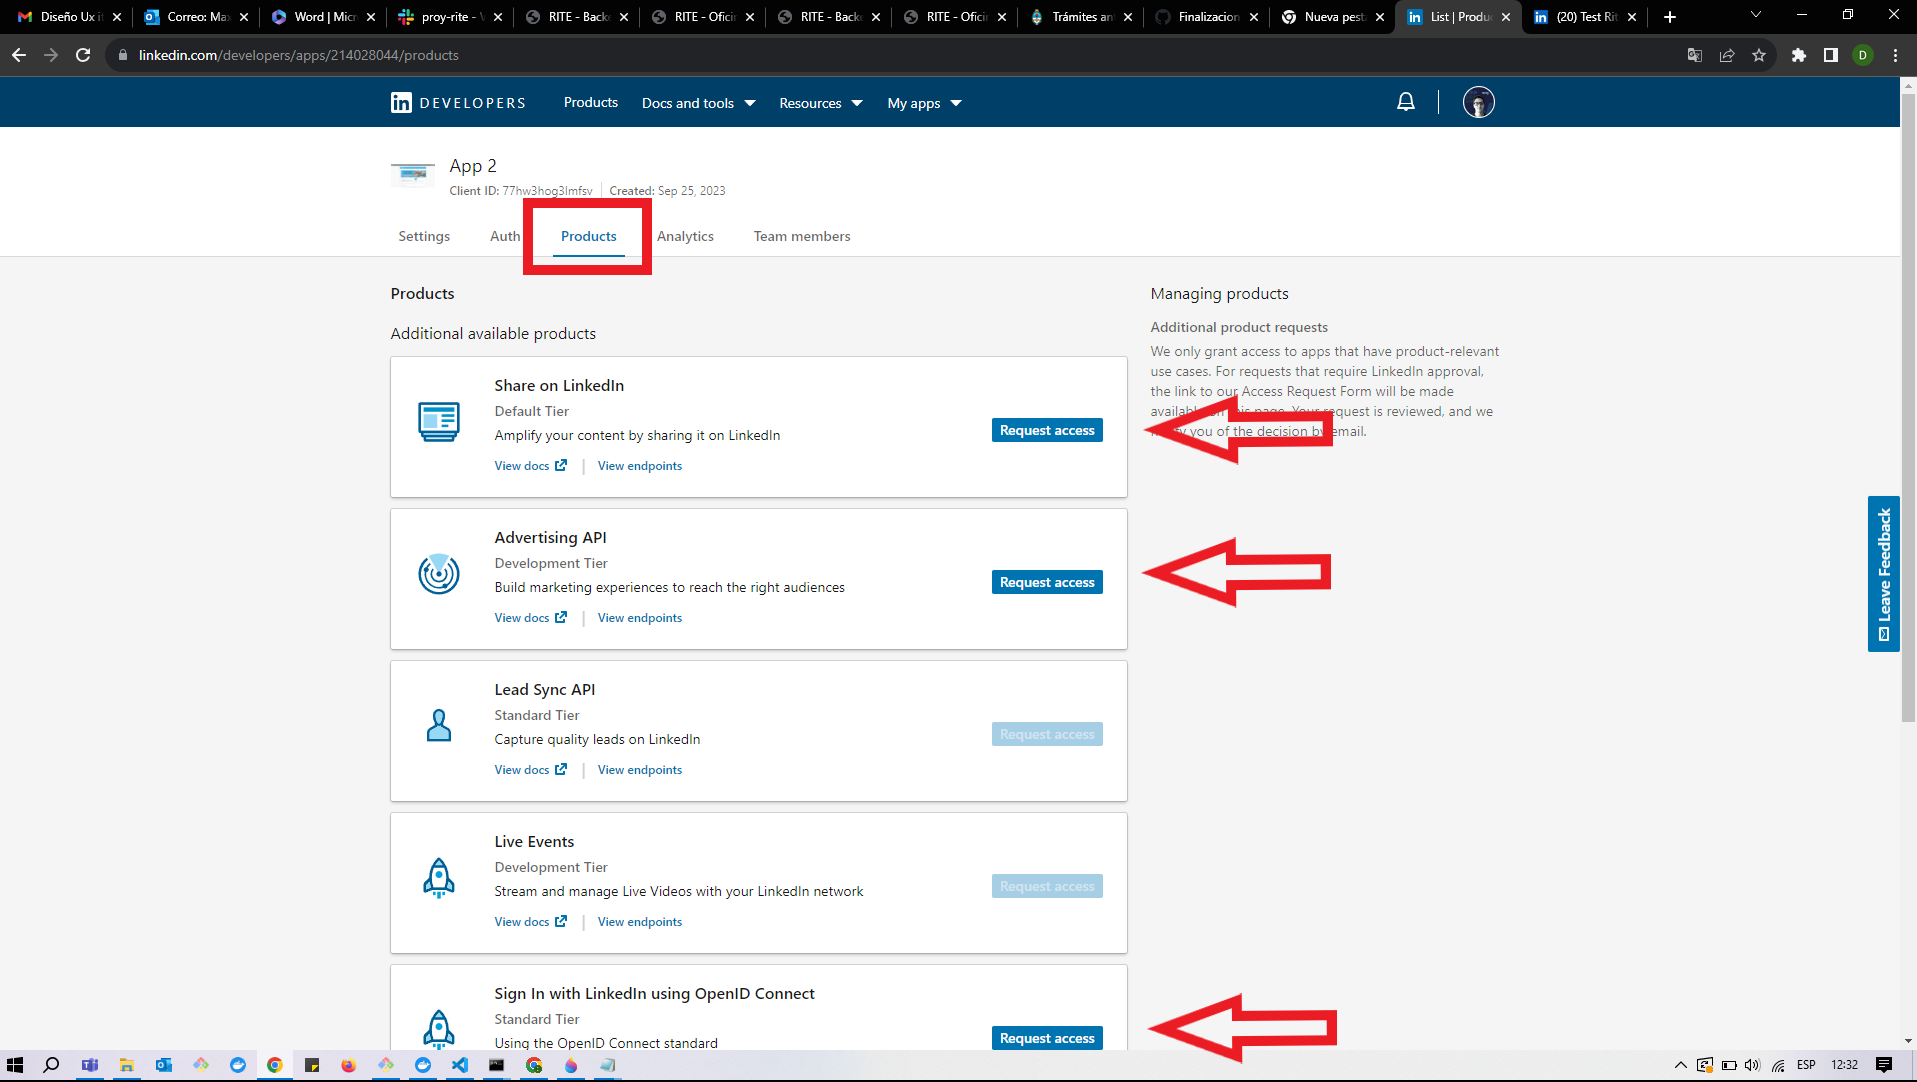 Diseño Ux it
Correo: Max
Word | Micr
proy-rite - V
RITE - Backe
RITE - Oficin
RITE - Backe
RITE - Oficin
Trámites an
Finalizacion
Nueva pest
List | Produc
(20) Test Rit
linkedin.com/developers/apps/214028044/products
D
in DEVELOPERS
Products
Docs and tools
Resources
My apps
App 2
Client ID: 77hw3hog3lmfsv
Created: Sep 25, 2023
Settings
Auth
Products
Analytics
Team members
Products
Additional available products
Share on LinkedIn
Default Tier
Amplify your content by sharing it on LinkedIn
View docs
View endpoints
Request access
Advertising API
Development Tier
Build marketing experiences to reach the right audiences
View docs
View endpoints
Request access
Lead Sync API
Standard Tier
Capture quality leads on LinkedIn
View docs
View endpoints
Request access
Live Events
Development Tier
Stream and manage Live Videos with your LinkedIn network
View docs
View endpoints
Request access
Sign In with LinkedIn using OpenID Connect
Standard Tier
Using the OpenID Connect standard
Request access
Managing products
Additional product requests
We only grant access to apps that have product-relevant
use cases. For requests that require LinkedIn approval,
the link to our Access Request Form will be made
page. Your request is reviewed, and we
you of the decision by email.
Leave Feedback
ESP
12:32